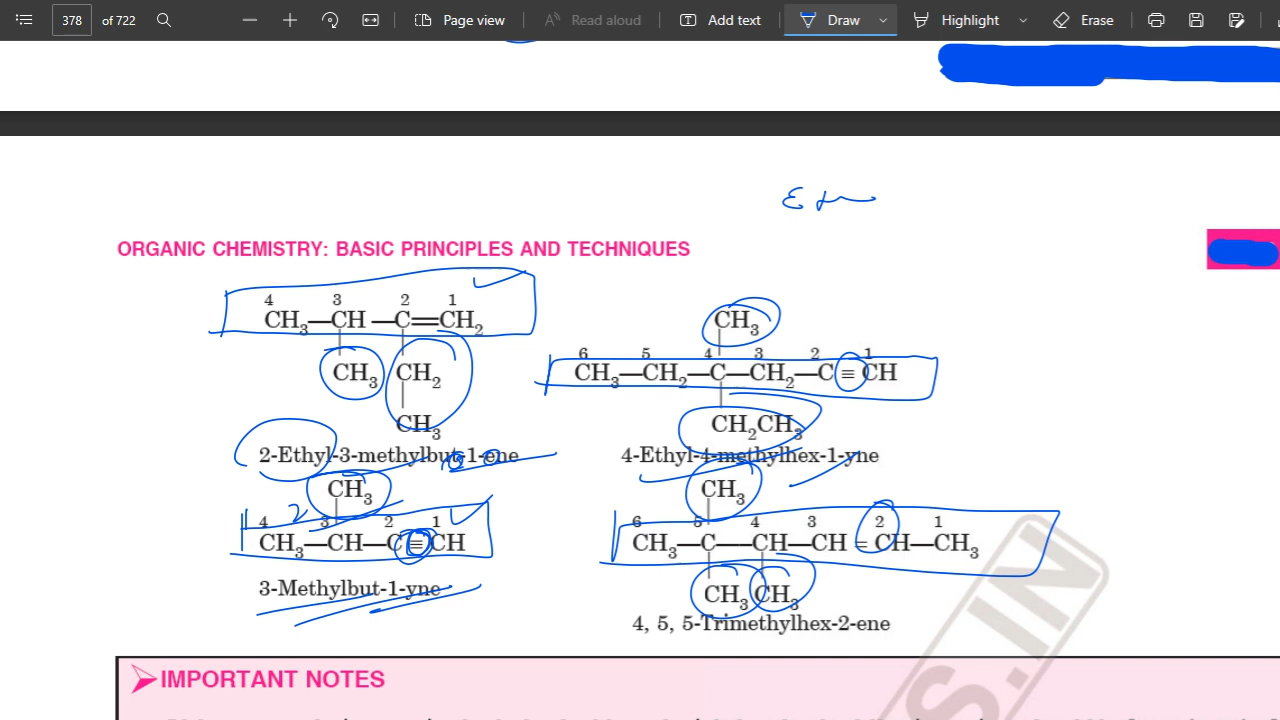 378 of 722 Page view Read aloud Add text Draw Highlight Erase
ORGANIC CHEMISTRY: BASIC PRINCIPLES AND TECHNIQUES
4 3 2 1
CH₃—CH—C═CH₂
CH₃ CH₂
CH₃
2-Ethyl-3-methylbut-1-ene
CH₃
6 5 4 3 2 1
CH₃—CH₂—C—CH₂—C≡CH
CH₂CH₃
4-Ethyl-4-methylhex-1-yne
CH₃
4 2 3 2 1
CH₃—CH—C≡CH
3-Methylbut-1-yne
CH₃
6 5 4 3 2 1
CH₃—C—CH—CH=CH—CH₃
CH₃ CH₃
4, 5, 5-Trimethylhex-2-ene
IMPORTANT NOTES
S.IN